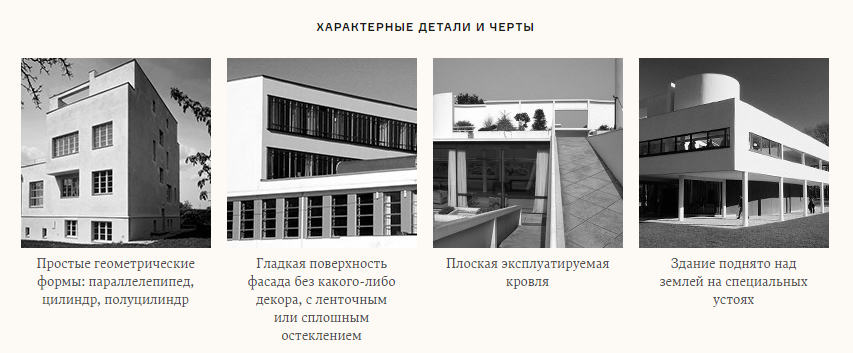 ХАРАКТЕРНЫЕ ДЕТАЛИ И ЧЕРТЫ
Простые геометрические
формы: параллелепипед,
цилиндр, полуцилиндр
Гладкая поверхность
фасада без какого-либо
декора, с ленточным
или сплошным
остеклением
Плоская эксплуатируемая
кровля
Здание поднято над
землей на специальных
устоях